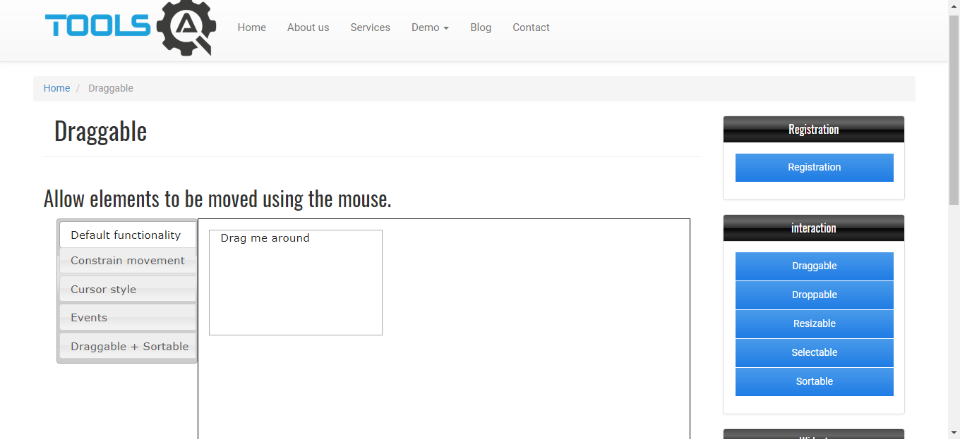 TOOLS QA
Home About us Services Demo Blog Contact
Home / Draggable
Draggable
Allow elements to be moved using the mouse.
Default functionality
Constrain movement
Cursor style
Events
Draggable + Sortable
Drag me around
Registration
Registration
interaction
Draggable
Droppable
Resizable
Selectable
Sortable